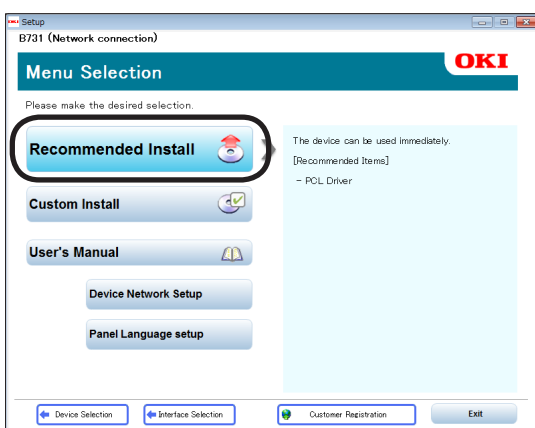 Setup
B731 (Network connection)
OKI
Menu Selection
Please make the desired selection.
Recommended Install
Custom Install
User's Manual
Device Network Setup
Panel Language setup
The device can be used immediately.
[Recommended Items]
- PCL Driver
Device Selection
Interface Selection
Customer Registration
Exit